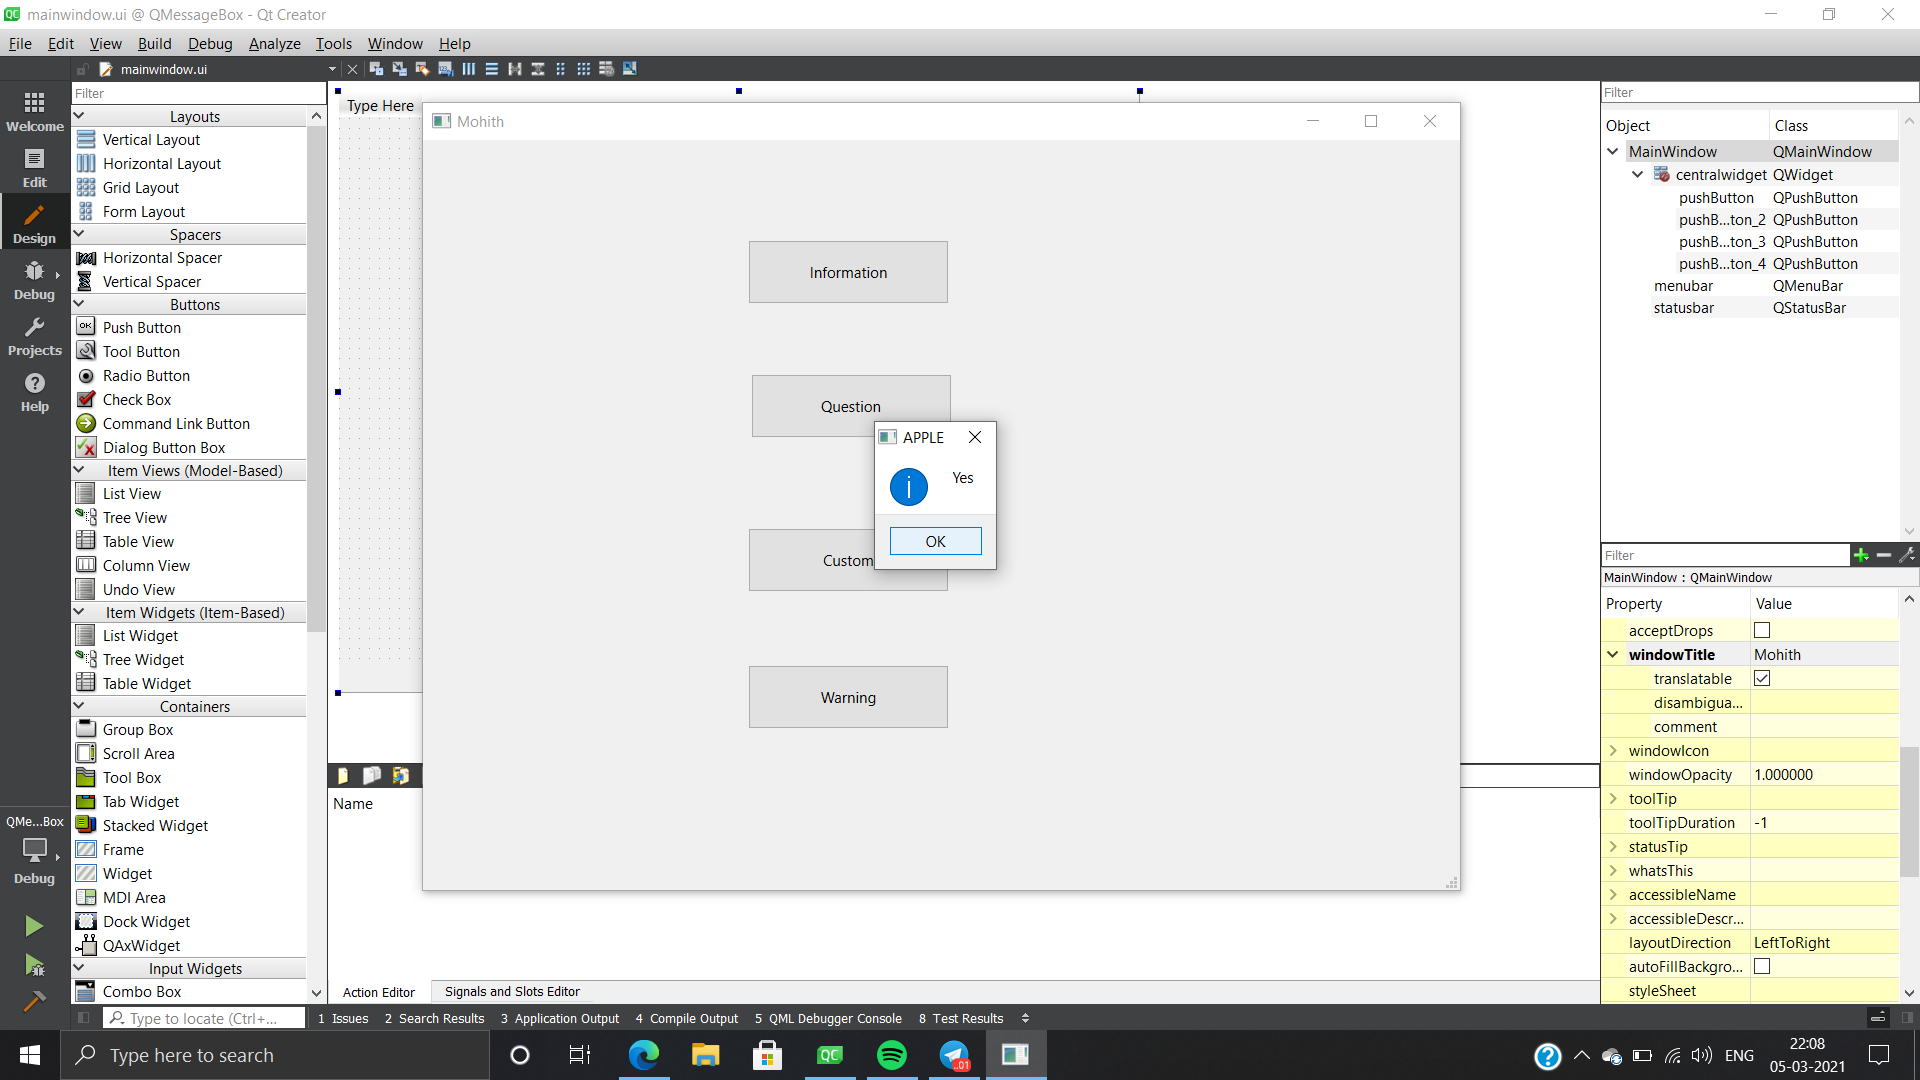 mainwindow.ui @ QMessageBox - Qt Creator
File Edit View Build Debug Analyze Tools Window Help
mainwindow.ui
Welcome
Edit
Design
Debug
Projects
Help
QMe...Box
Debug
Filter
Layouts
Vertical Layout
Horizontal Layout
Grid Layout
Form Layout
Spacers
Horizontal Spacer
Vertical Spacer
Buttons
Push Button
Tool Button
Radio Button
Check Box
Command Link Button
Dialog Button Box
Item Views (Model-Based)
List View
Tree View
Table View
Column View
Undo View
Item Widgets (Item-Based)
List Widget
Tree Widget
Table Widget
Containers
Group Box
Scroll Area
Tool Box
Tab Widget
Stacked Widget
Frame
Widget
MDI Area
Dock Widget
QAxWidget
Input Widgets
Combo Box
Type Here
Mohith
Information
Question
Custom
Warning
APPLE
Yes
OK
Name
Action Editor Signals and Slots Editor
Filter
Object Class
MainWindow QMainWindow
centralwidget QWidget
pushButton QPushButton
pushB...ton_2 QPushButton
pushB...ton_3 QPushButton
pushB...ton_4 QPushButton
menubar QMenuBar
statusbar QStatusBar
Filter
MainWindow : QMainWindow
Property Value
acceptDrops
windowTitle Mohith
translatable
disambigua...
comment
windowIcon
windowOpacity 1.000000
toolTip
toolTipDuration -1
statusTip
whatsThis
accessibleName
accessibleDescr...
layoutDirection LeftToRight
autoFillBackgro...
styleSheet
Type to locate (Ctrl+... 1 Issues 2 Search Results 3 Application Output 4 Compile Output 5 QML Debugger Console 8 Test Results
Type here to search
QC
..01
ENG
22:08
05-03-2021